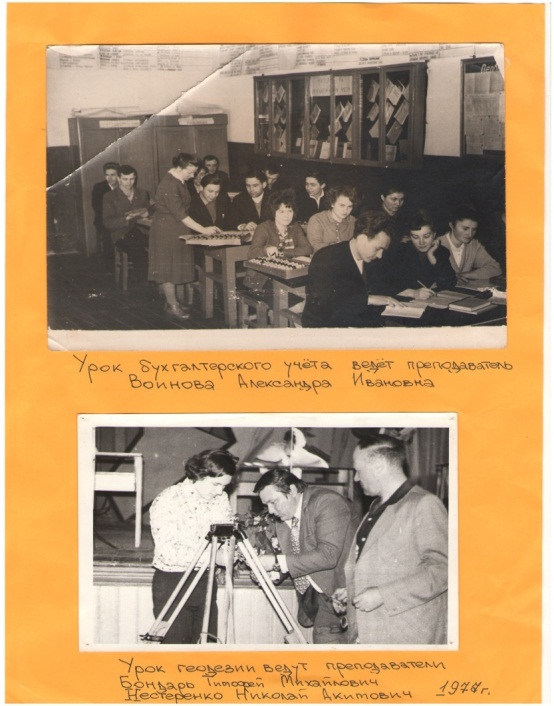 Урок бухгалтерского учёта ведёт преподаватель
Воинова Александра Ивановна
Урок геодезии ведут преподаватели
Бондарь Тимофей Михайлович
Нестеренко Николай Акимович 1977г.